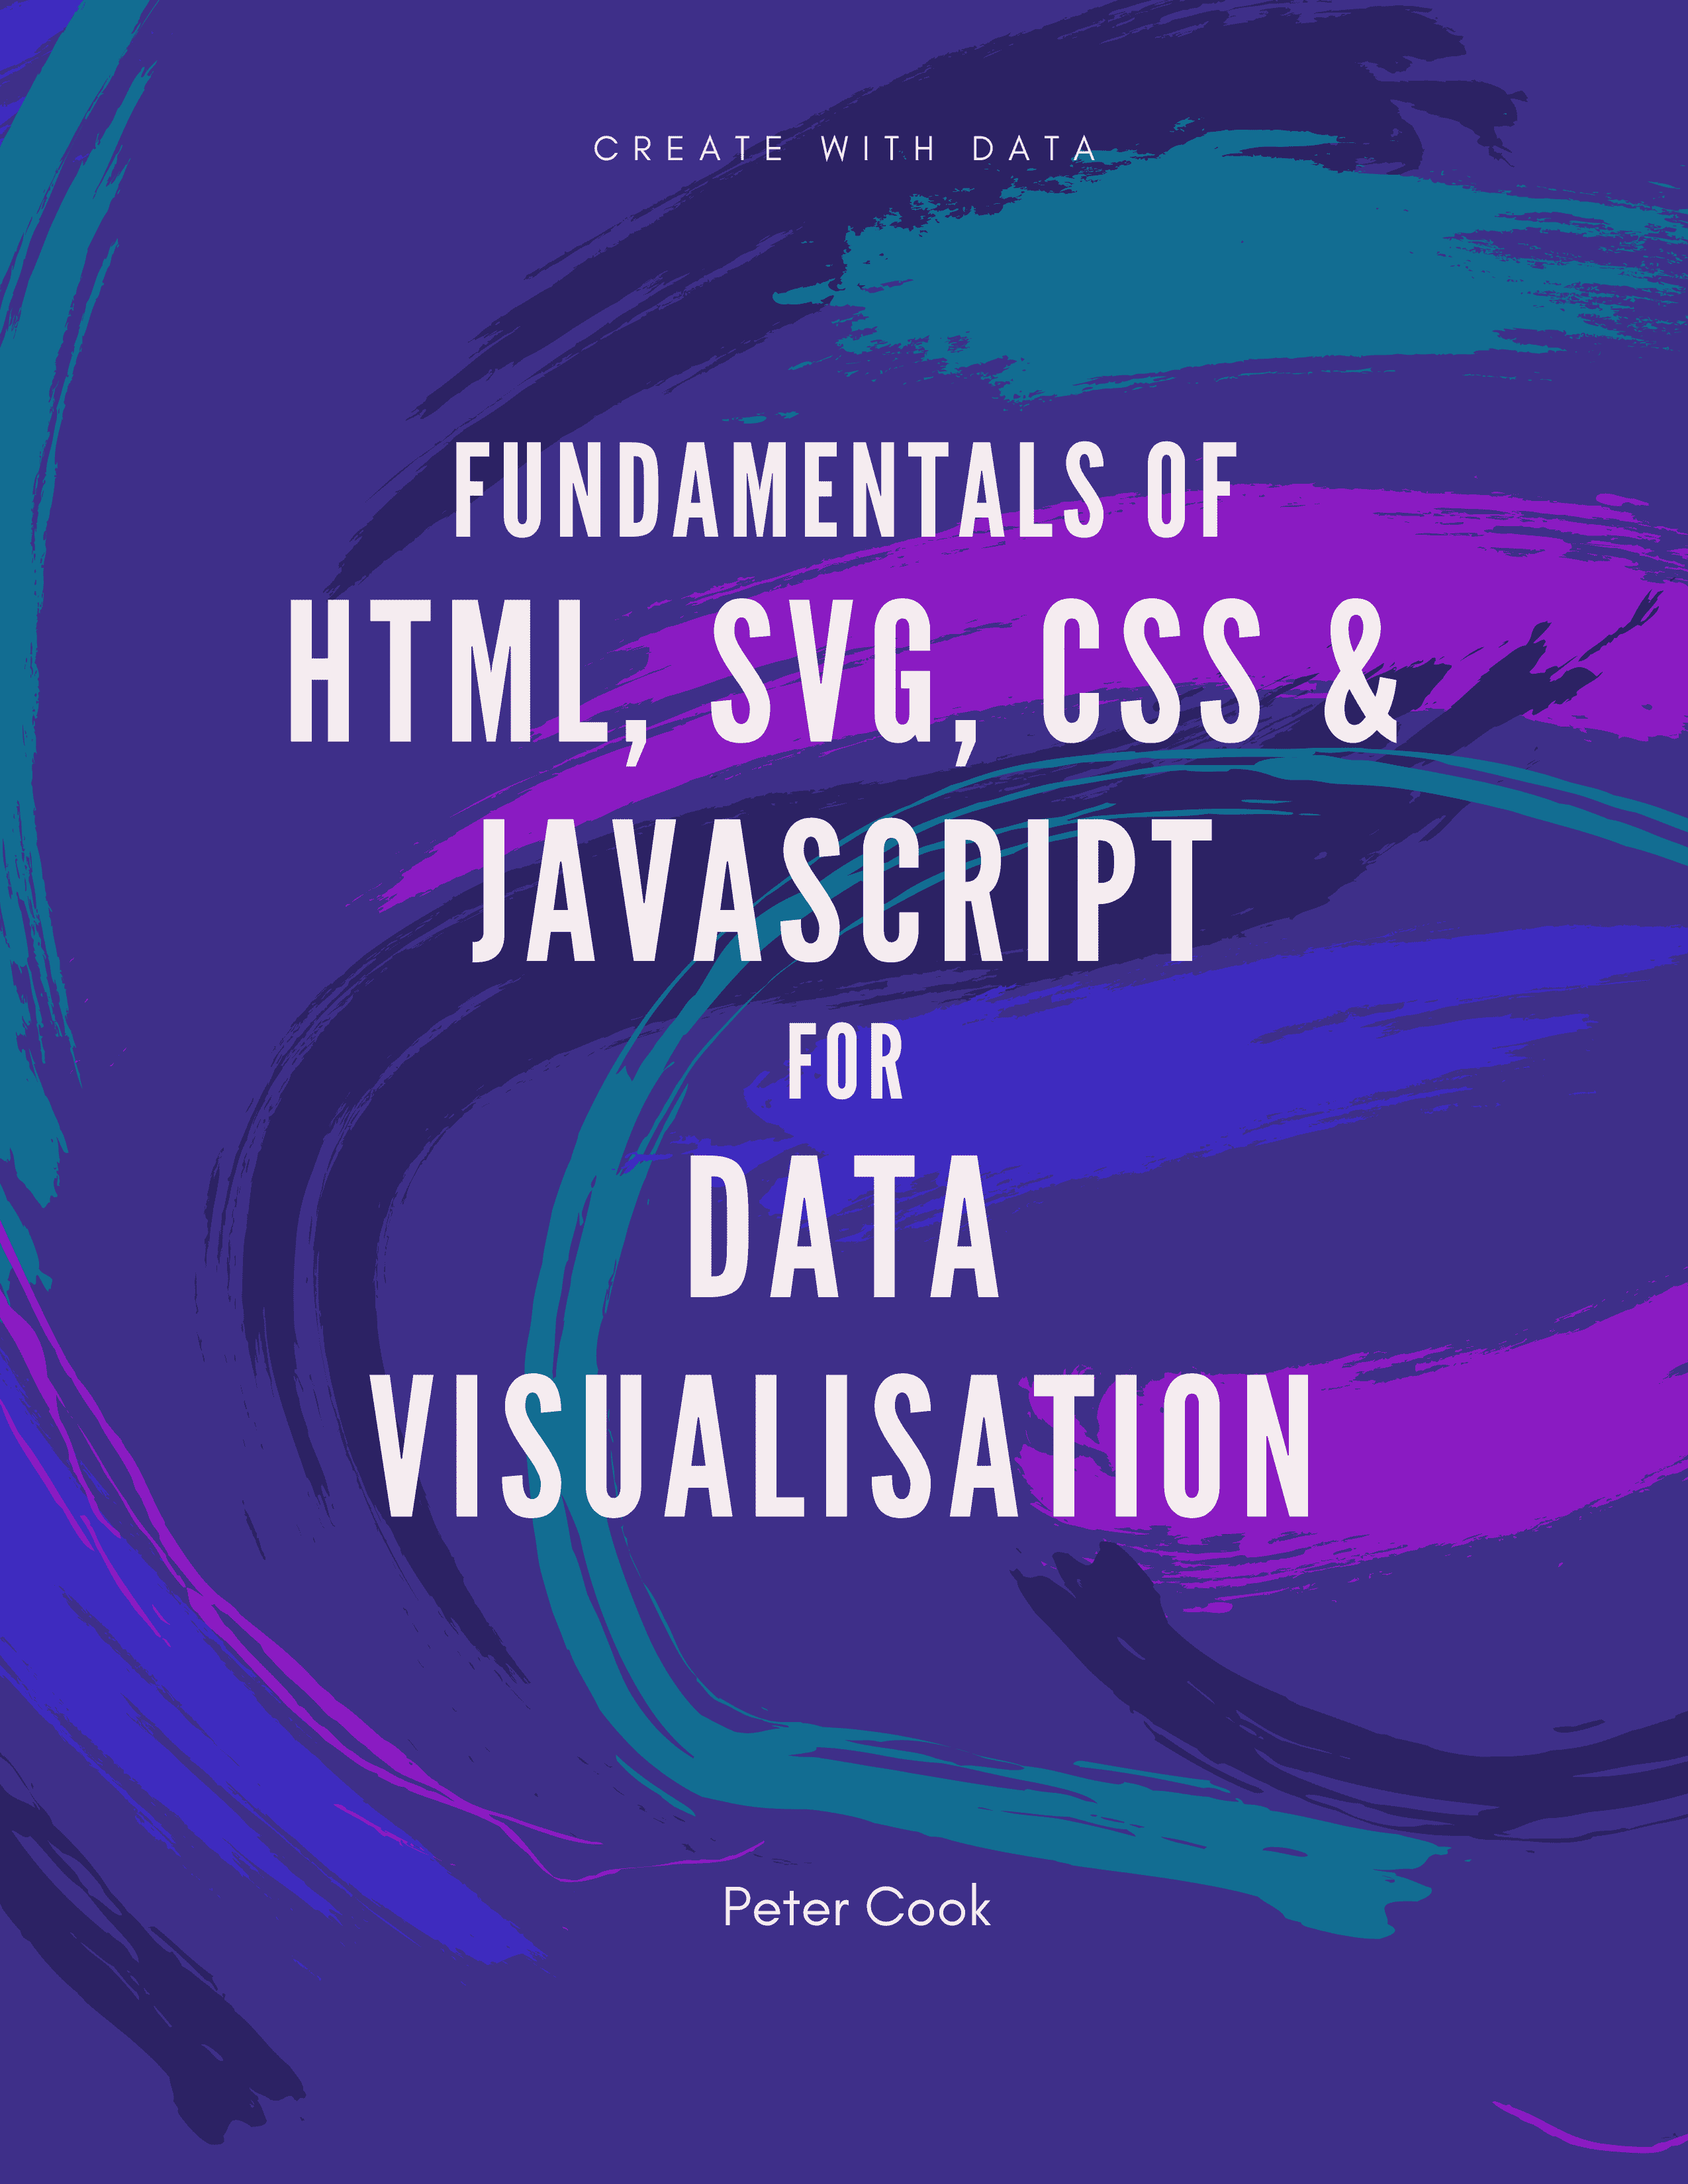 CREATE WITH DATA
FUNDAMENTALS OF
HTML, SVG, CSS &
JAVASCRIPT
FOR
DATA
VISUALISATION
Peter Cook